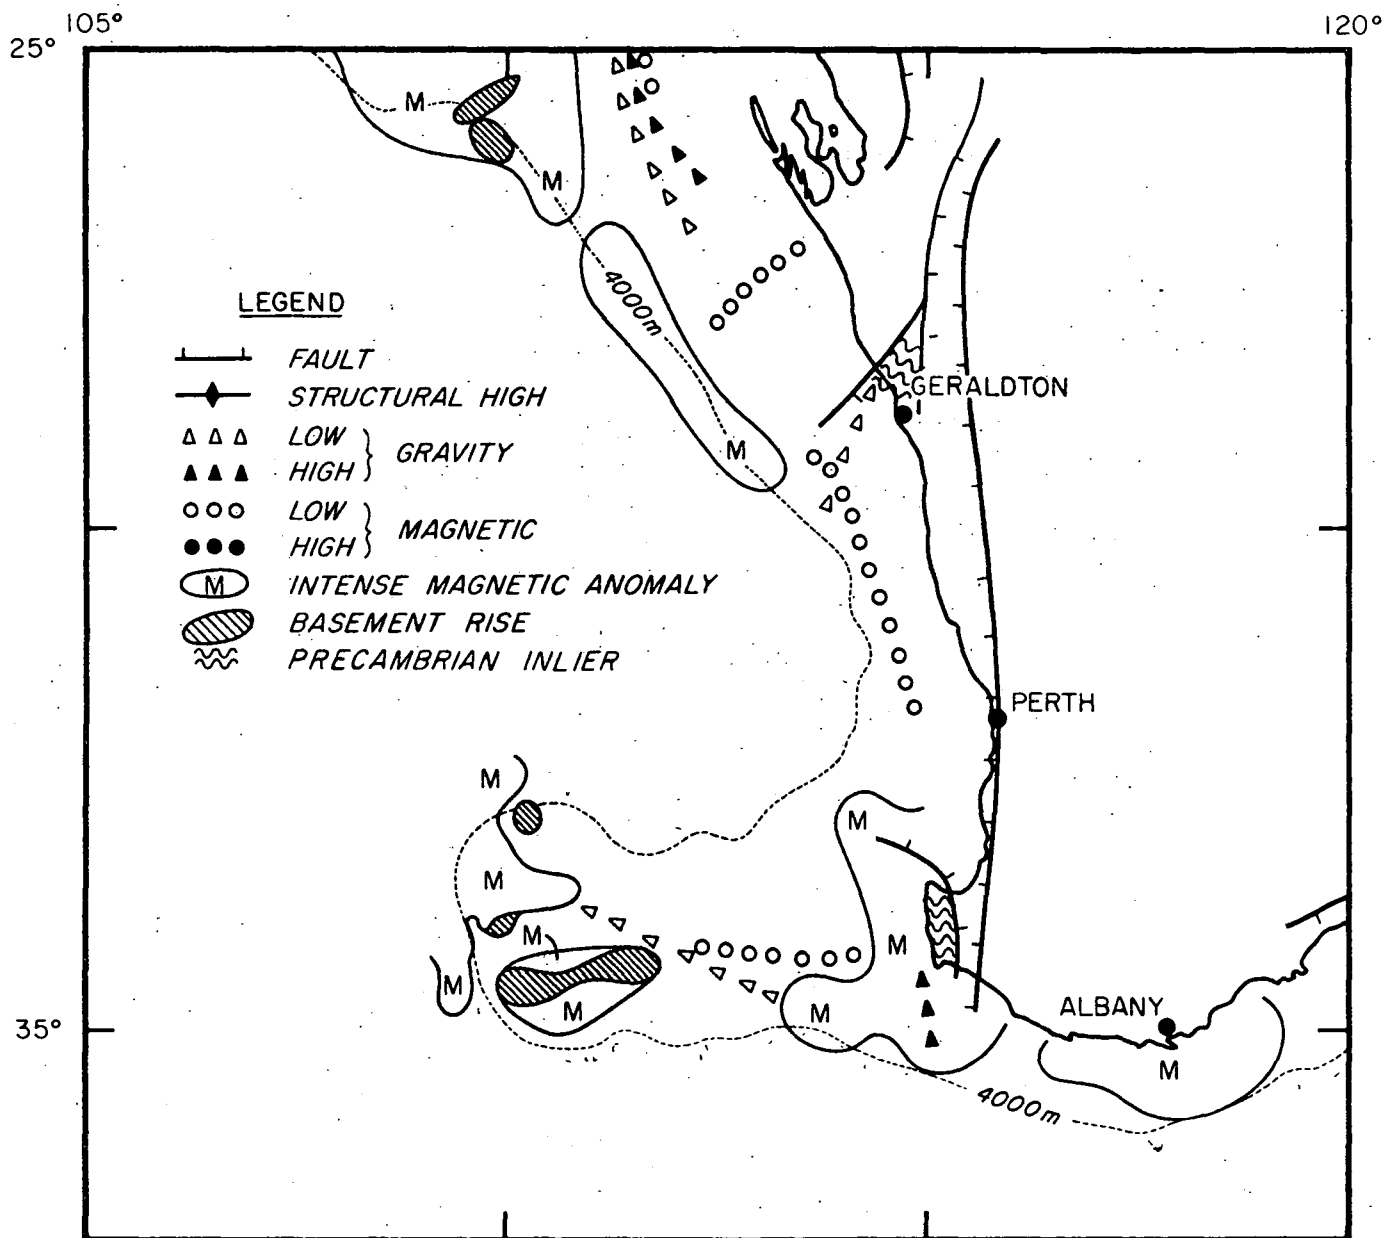 105°
120°
25°
M
M
4000m
LEGEND
FAULT
STRUCTURAL HIGH
LOW
HIGH
GRAVITY
LOW
HIGH
MAGNETIC
M
INTENSE MAGNETIC ANOMALY
BASEMENT RISE
PRECAMBRIAN INLIER
GERALDTON
M
PERTH
M
M
M
M
M
M
M
M
35°
ALBANY
M
4000m